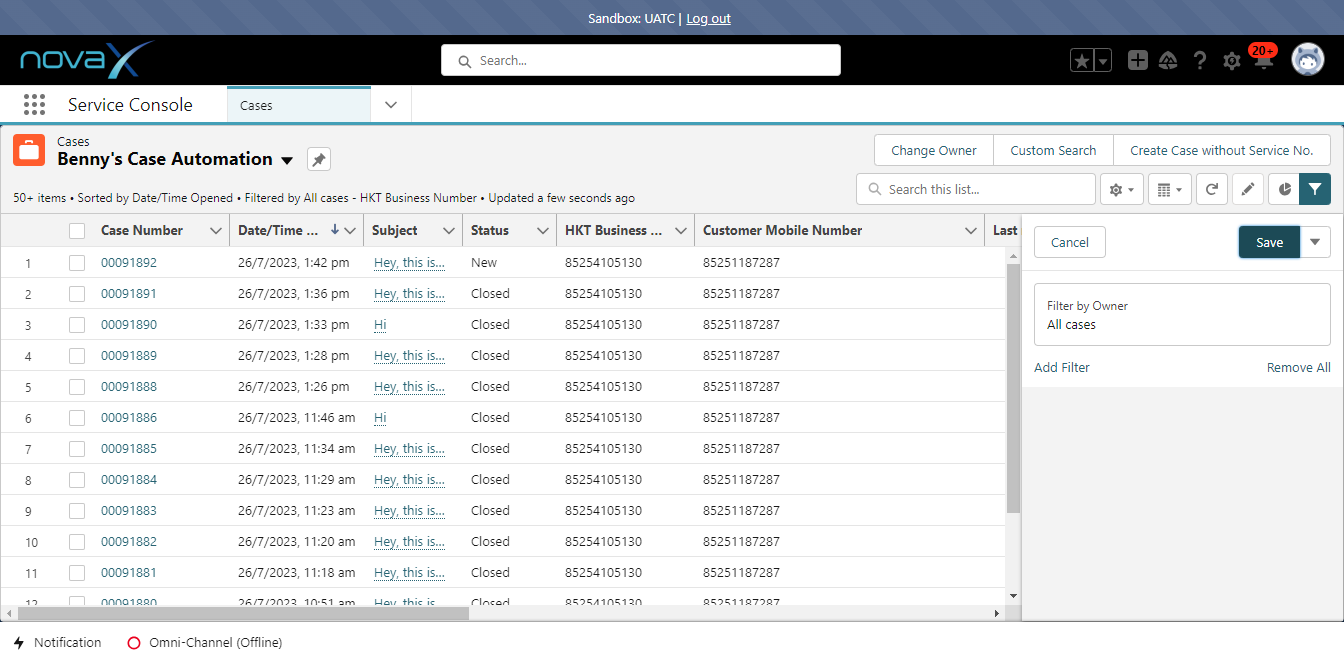 Sandbox: UATC | Log out
novaX
Search...
20+
Service Console
Cases
Cases
Benny's Case Automation
Change Owner
Custom Search
Create Case without Service No.
50+ items • Sorted by Date/Time Opened • Filtered by All cases - HKT Business Number • Updated a few seconds ago
Search this list...
Case Number Date/Time ... Subject Status HKT Business ... Customer Mobile Number Last
1 00091892 26/7/2023, 1:42 pm Hey, this is... New 85254105130 85251187287
2 00091891 26/7/2023, 1:36 pm Hey, this is... Closed 85254105130 85251187287
3 00091890 26/7/2023, 1:33 pm Hi Closed 85254105130 85251187287
4 00091889 26/7/2023, 1:28 pm Hey, this is... Closed 85254105130 85251187287
5 00091888 26/7/2023, 1:26 pm Hey, this is... Closed 85254105130 85251187287
6 00091886 26/7/2023, 11:46 am Hi Closed 85254105130 85251187287
7 00091885 26/7/2023, 11:34 am Hey, this is... Closed 85254105130 85251187287
8 00091884 26/7/2023, 11:29 am Hey, this is... Closed 85254105130 85251187287
9 00091883 26/7/2023, 11:23 am Hey, this is... Closed 85254105130 85251187287
10 00091882 26/7/2023, 11:20 am Hey, this is... Closed 85254105130 85251187287
11 00091881 26/7/2023, 11:18 am Hey, this is... Closed 85254105130 85251187287
12 00091880 26/7/2023, 10:51 am Hey, this is... Closed 85254105130 85251187287
Cancel
Save
Filter by Owner
All cases
Add Filter
Remove All
Notification
Omni-Channel (Offline)